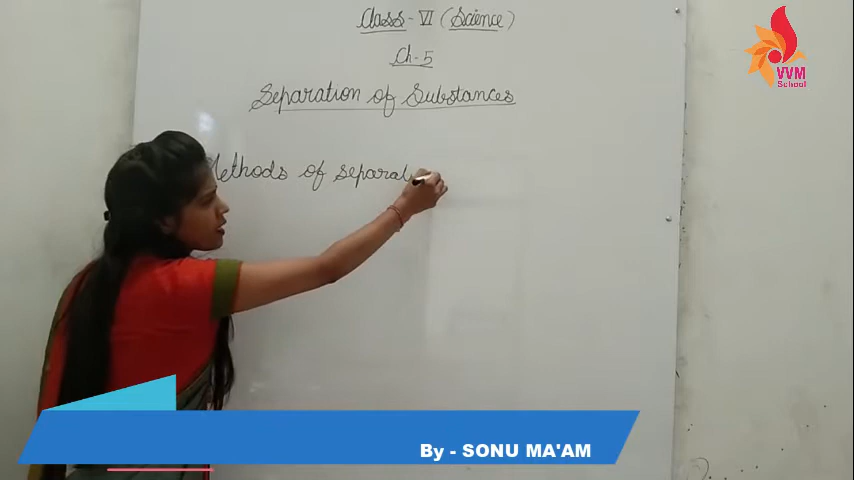 Class - VI (Science)
Ch-5
Separation of Substances
Methods of separat
VVM
School
By - SONU MA'AM